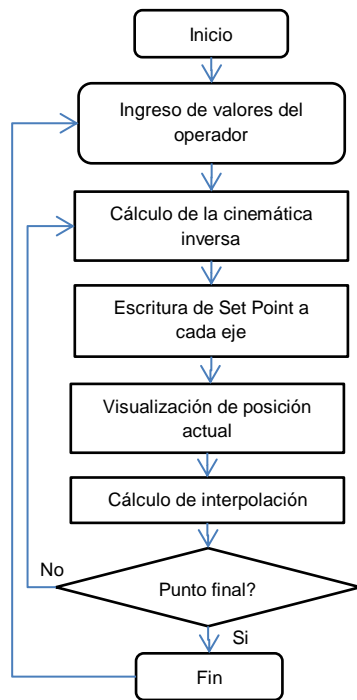 Inicio
Ingreso de valores del
operador
Cálculo de la cinemática
inversa
Escritura de Set Point a
cada eje
Visualización de posición
actual
Cálculo de interpolación
No
Punto final?
Si
Fin